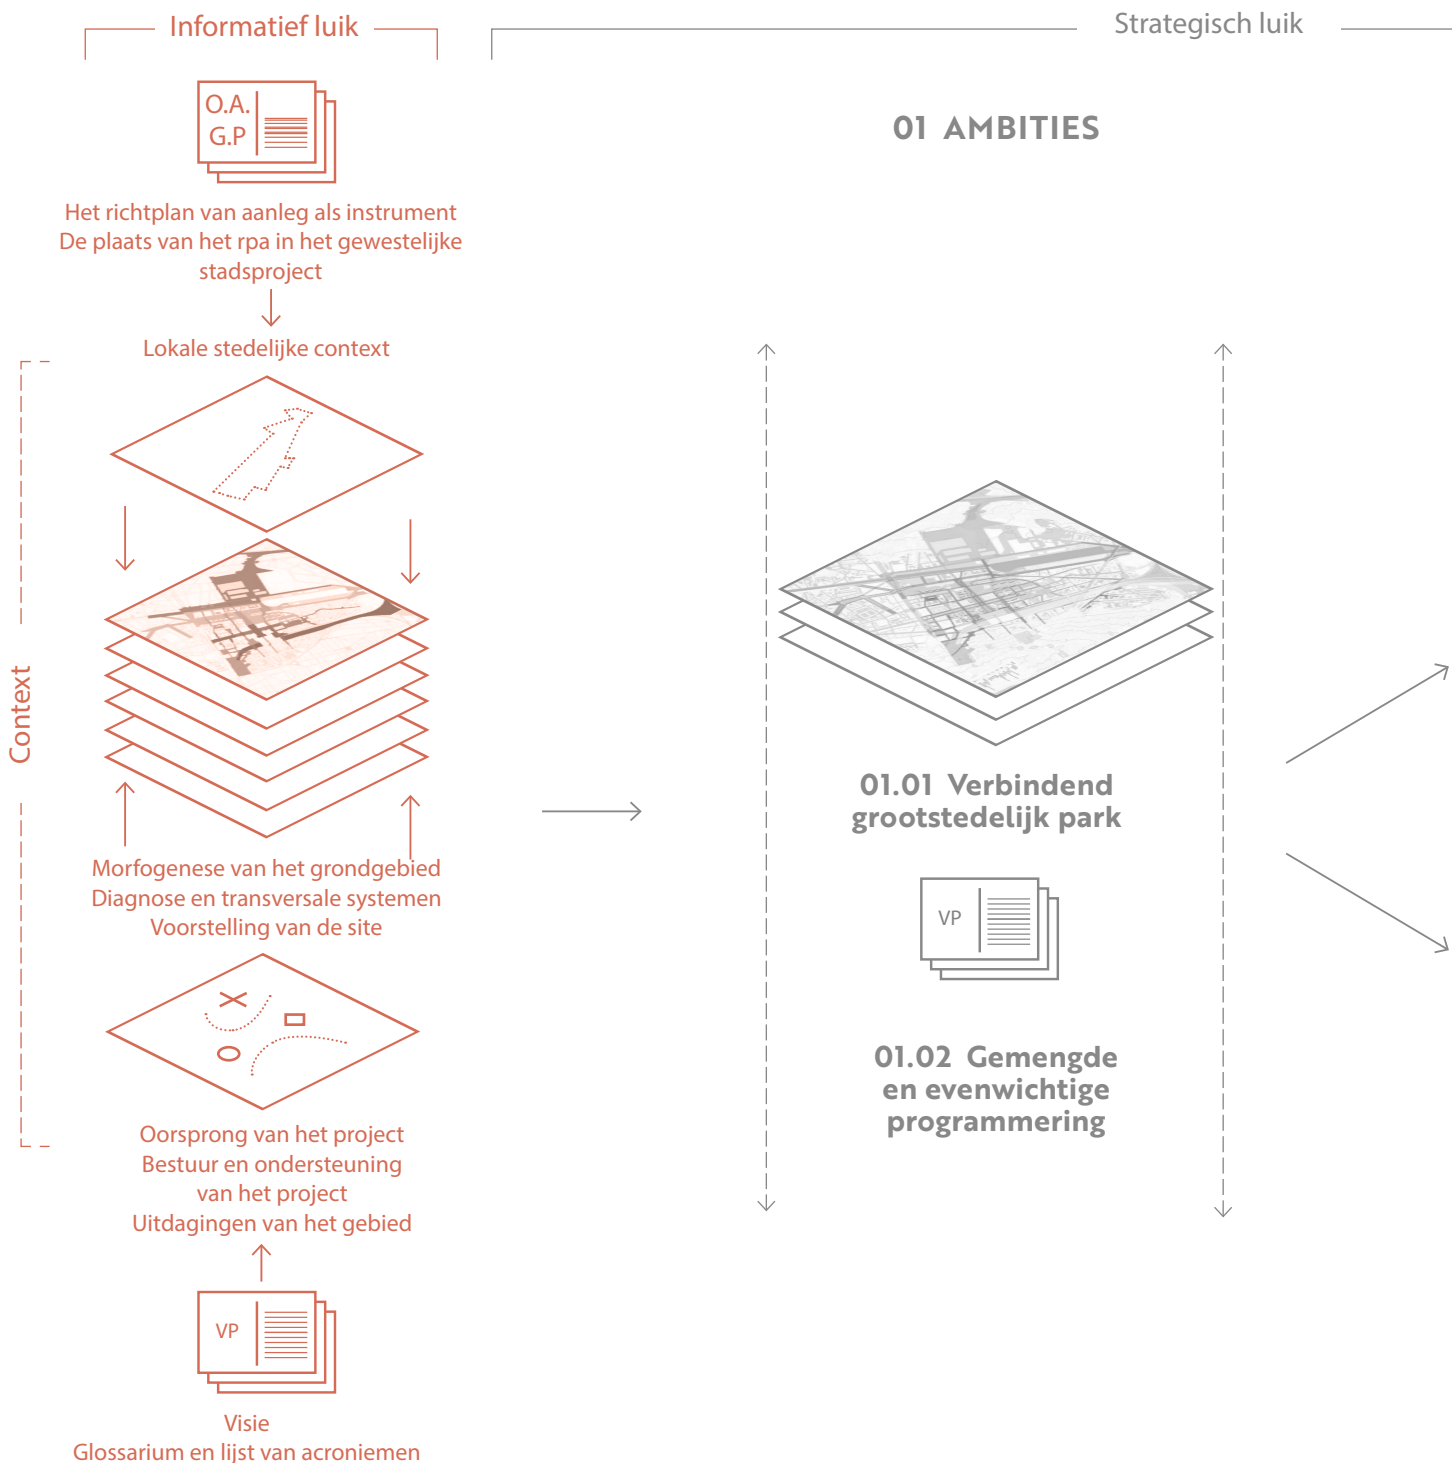 Informatief luik
Strategisch luik
O.A.
G.P
01 AMBITIES
Het richtplan van aanleg als instrument
De plaats van het rpa in het gewestelijke
stadsproject
Lokale stedelijke context
Context
Morfogenese van het grondgebied
Diagnose en transversale systemen
Voorstelling van de site
Oorsprong van het project
Bestuur en ondersteuning
van het project
Uitdagingen van het gebied
VP
Visie
Glossarium en lijst van acroniemen
01.01 Verbindend
grootstedelijk park
VP
01.02 Gemengde
en evenwichtige
programmering